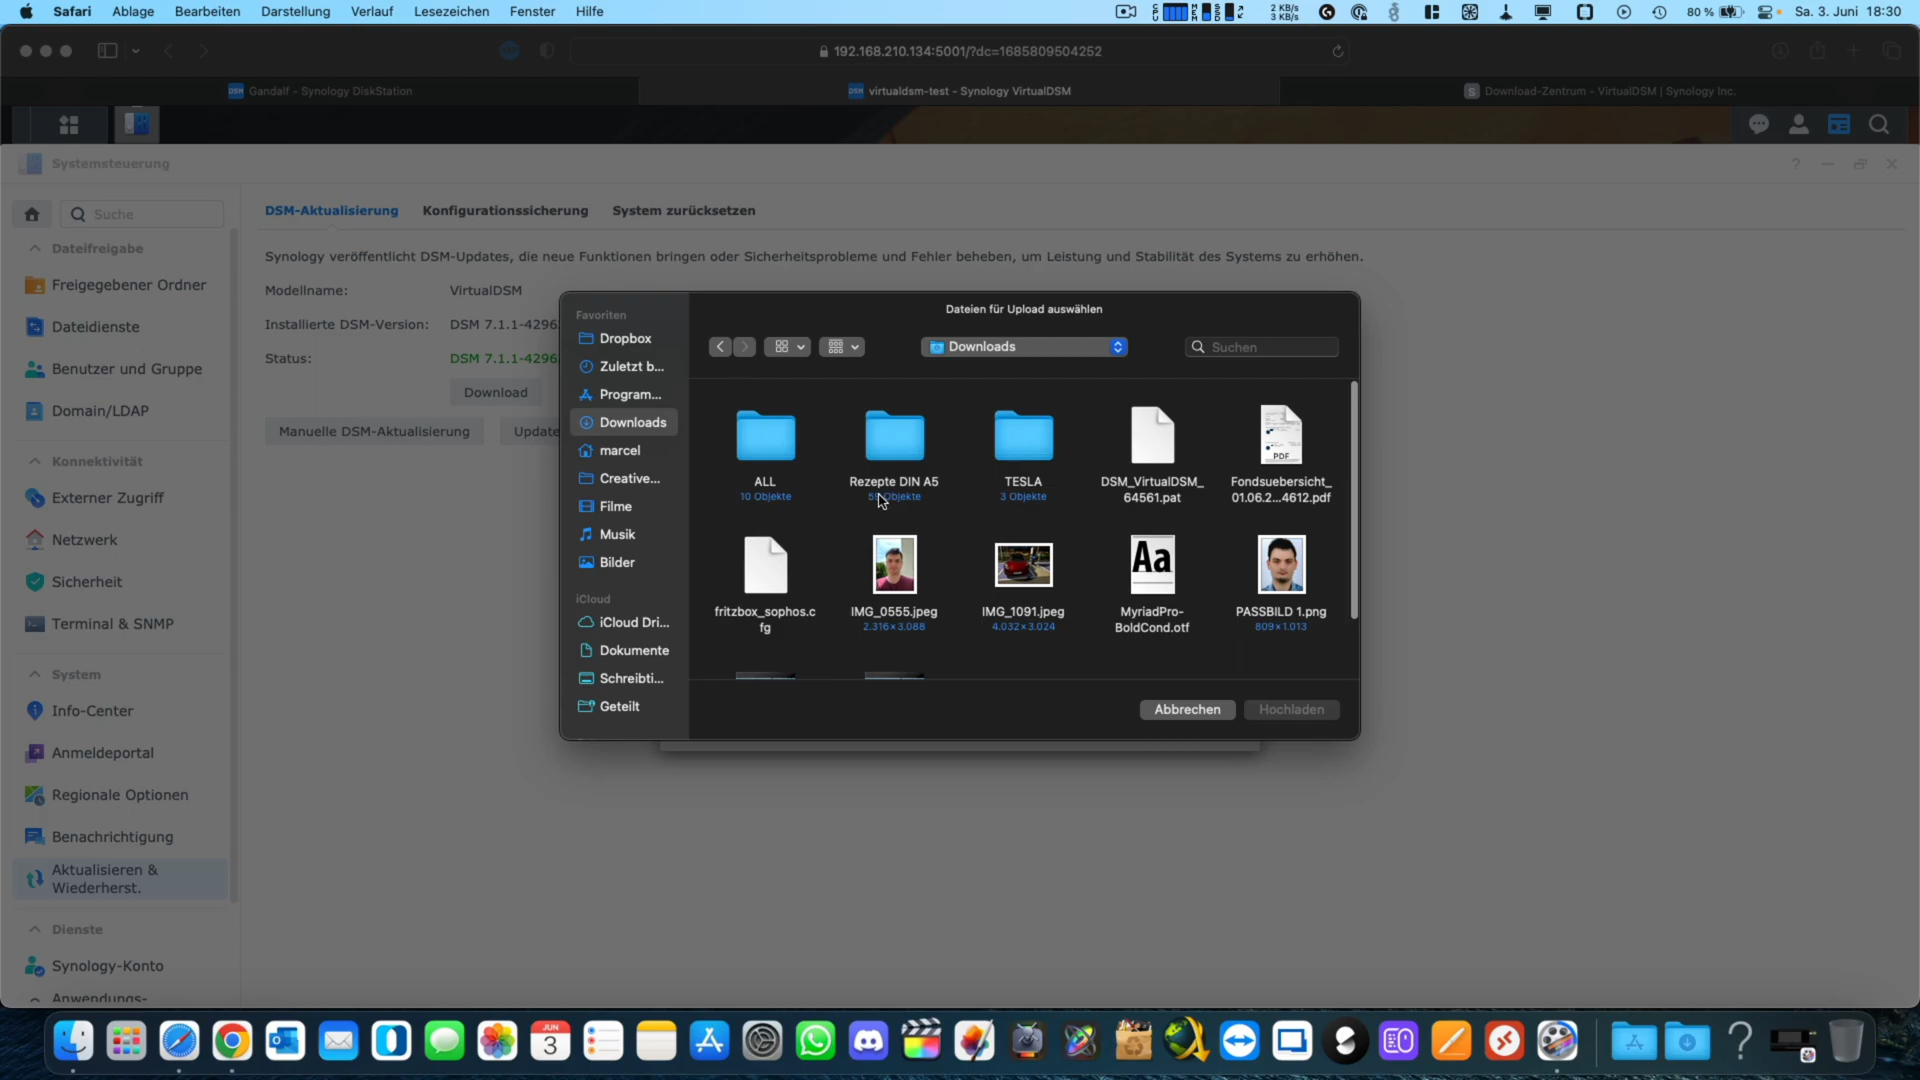 Safari Ablage Bearbeiten Darstellung Verlauf Lesezeichen Fenster Hilfe
2 KB/s
3 KB/s
80 % Sa. 3. Juni 18:30
192.168.210.134:5001/?dc=1685809504252
Gandalf - Synology DiskStation
virtualdsm-test - Synology VirtualDSM
Download-Zentrum - VirtualDSM | Synology Inc.
Systemsteuerung
Suche
Dateifreigabe
Freigegebener Ordner
Dateidienste
Benutzer und Gruppe
Domain/LDAP
Konnektivität
Externer Zugriff
Netzwerk
Sicherheit
Terminal & SNMP
System
Info-Center
Anmeldeportal
Regionale Optionen
Benachrichtigung
Aktualisieren &
Wiederherst.
Dienste
Synology-Konto
Anwendungs-
DSM-Aktualisierung Konfigurationssicherung System zurücksetzen
Synology veröffentlicht DSM-Updates, die neue Funktionen bringen oder Sicherheitsprobleme und Fehler beheben, um Leistung und Stabilität des Systems zu erhöhen.
Modellname: VirtualDSM
Installierte DSM-Version: DSM 7.1.1-4296
Status: DSM 7.1.1-4296
Download
Manuelle DSM-Aktualisierung Update
Dateien für Upload auswählen
Favoriten
Dropbox
Zuletzt b...
Program...
Downloads
marcel
Creative...
Filme
Musik
Bilder
iCloud
iCloud Dri...
Dokumente
Schreibti...
Geteilt
Downloads
Suchen
ALL
10 Objekte
Rezepte DIN A5
Objekte
TESLA
3 Objekte
DSM_VirtualDSM_
64561.pat
PDF
Fondsuebersicht_
01.06.2...4612.pdf
fritzbox_sophos.c
fg
IMG_0555.jpeg
2.316×3.088
IMG_1091.jpeg
4.032×3.024
Aa
MyriadPro-
BoldCond.otf
PASSBILD 1.png
809×1.013
Abbrechen Hochladen
JUN
3